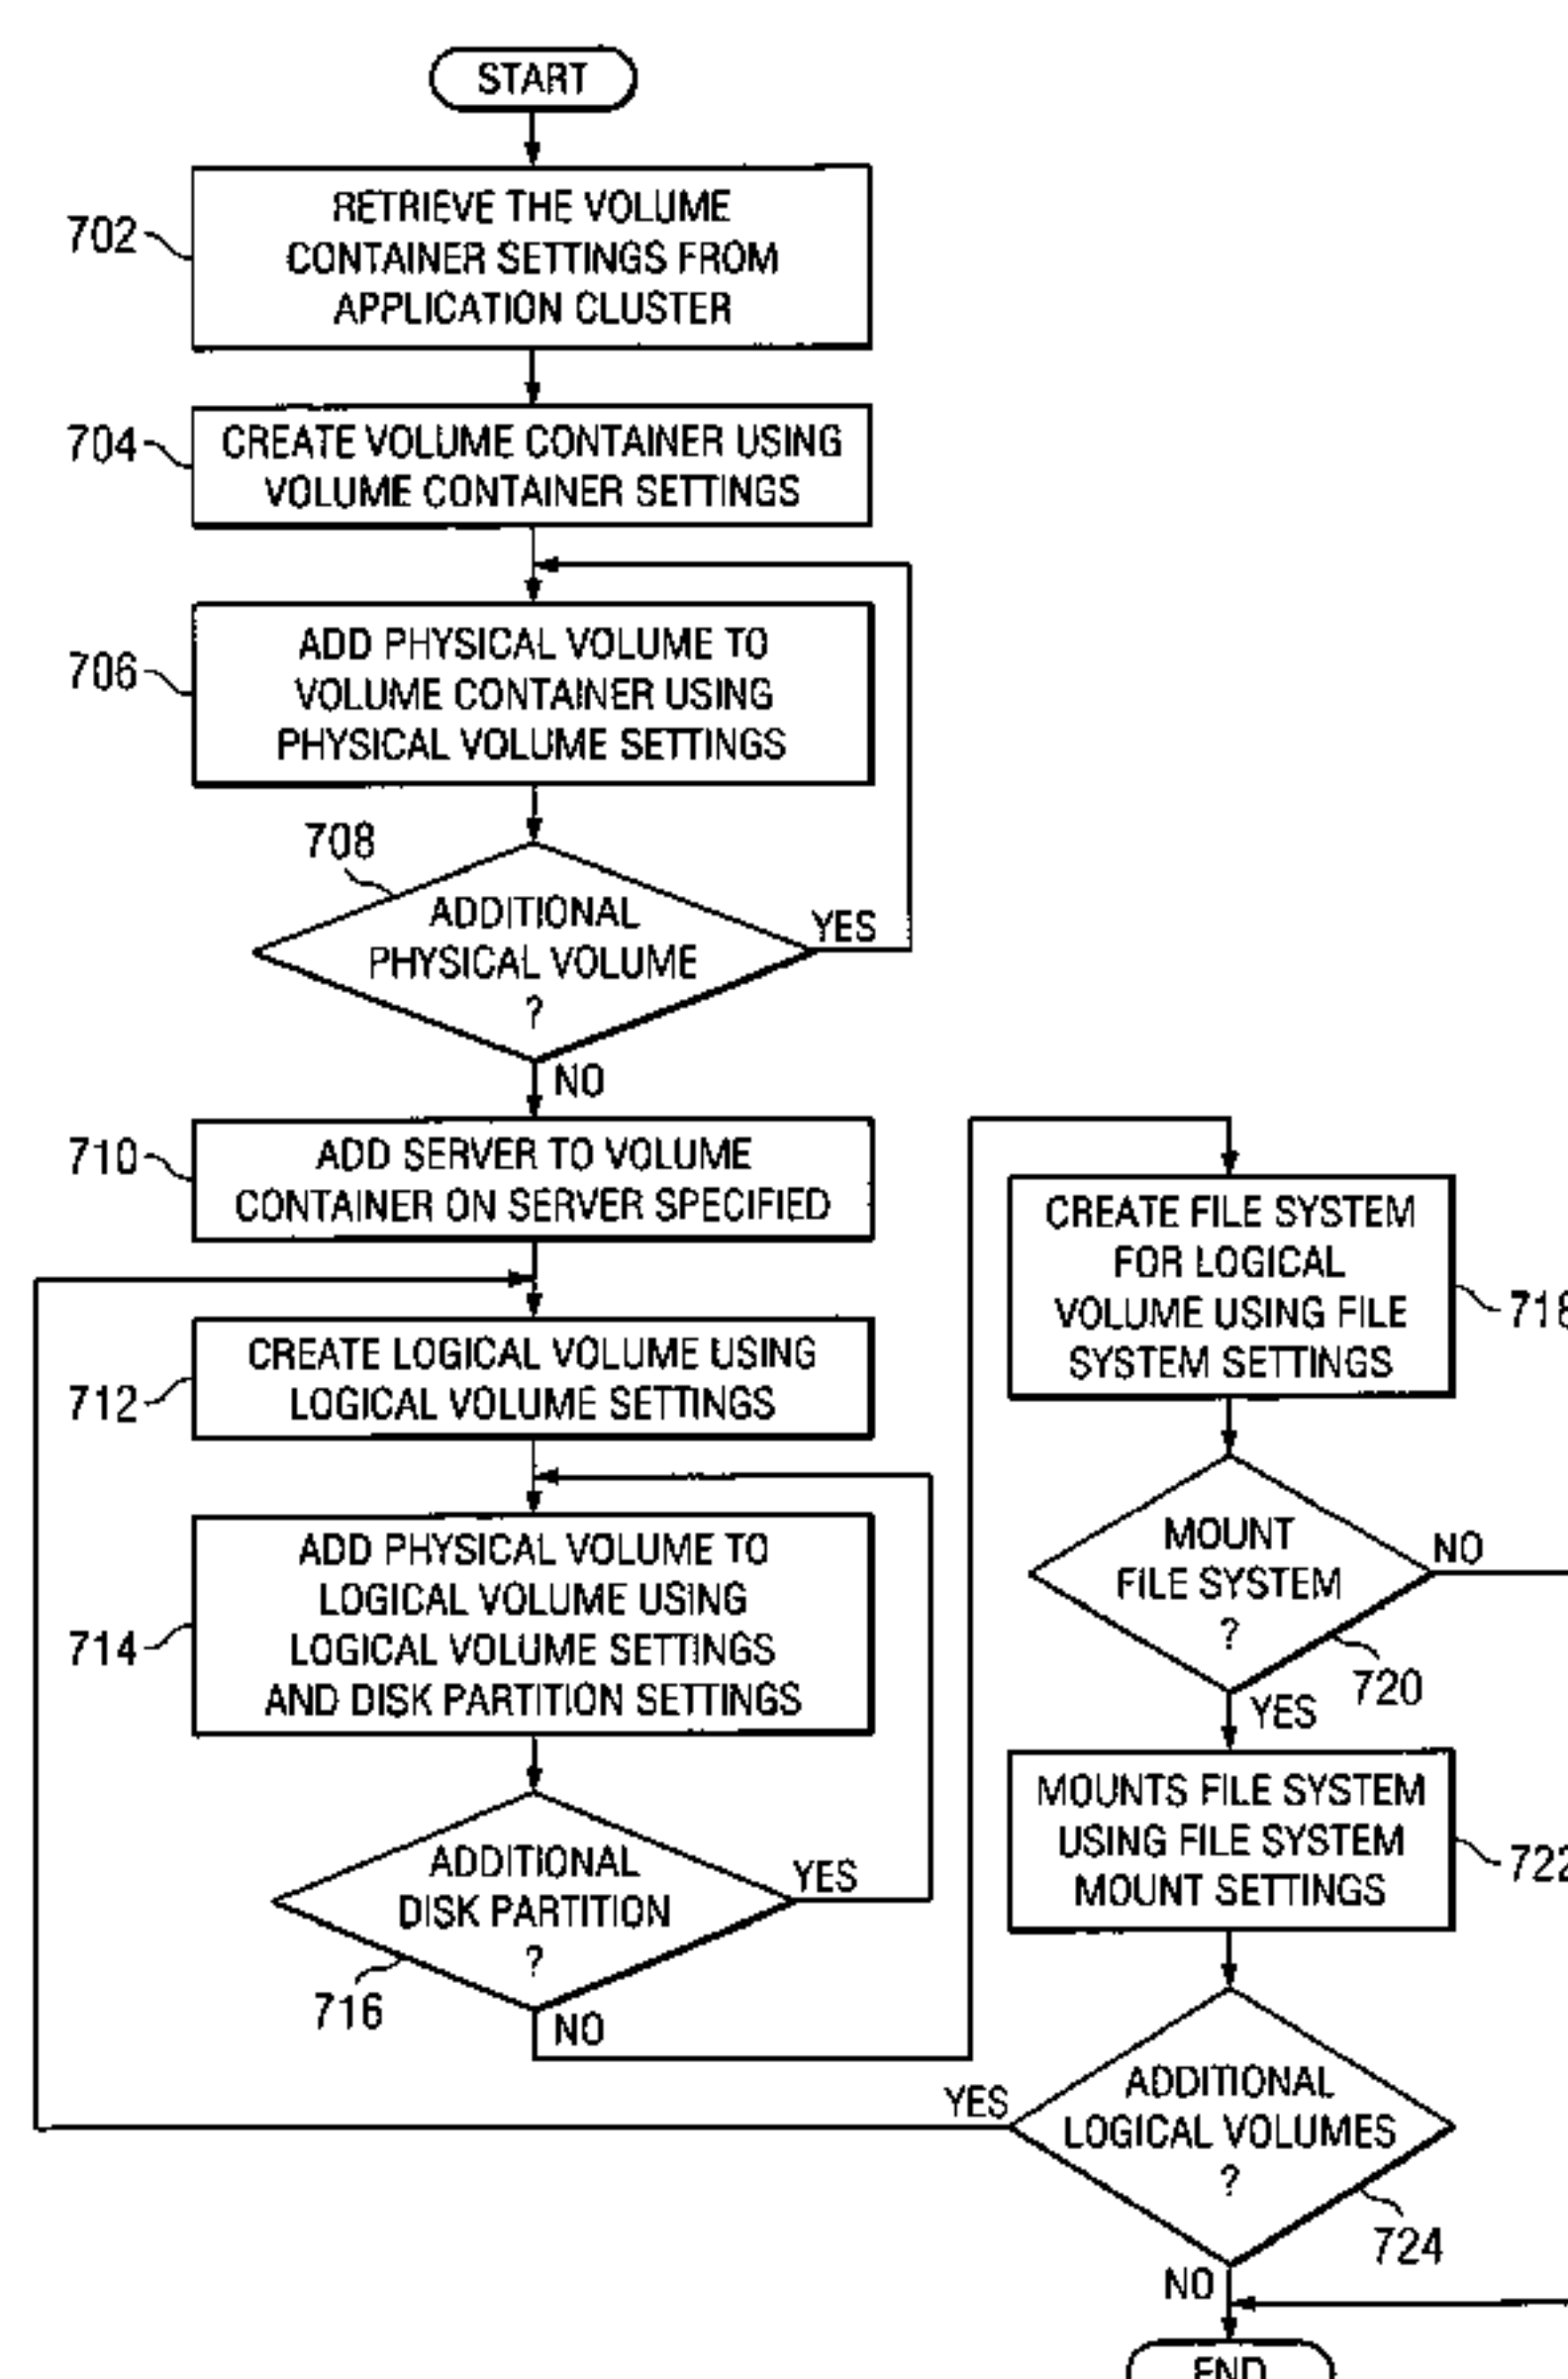 START
702
RETRIEVE THE VOLUME
CONTAINER SETTINGS FROM
APPLICATION CLUSTER
704
CREATE VOLUME CONTAINER USING
VOLUME CONTAINER SETTINGS
706
ADD PHYSICAL VOLUME TO
VOLUME CONTAINER USING
PHYSICAL VOLUME SETTINGS
708
ADDITIONAL
PHYSICAL VOLUME
?
YES
NO
710
ADD SERVER TO VOLUME
CONTAINER ON SERVER SPECIFIED
712
CREATE LOGICAL VOLUME USING
LOGICAL VOLUME SETTINGS
714
ADD PHYSICAL VOLUME TO
LOGICAL VOLUME USING
LOGICAL VOLUME SETTINGS
AND DISK PARTITION SETTINGS
ADDITIONAL
DISK PARTITION
?
YES
716
NO
CREATE FILE SYSTEM
FOR LOGICAL
VOLUME USING FILE
SYSTEM SETTINGS
718
MOUNT
FILE SYSTEM
?
NO
720
YES
MOUNTS FILE SYSTEM
USING FILE SYSTEM
MOUNT SETTINGS
722
YES
ADDITIONAL
LOGICAL VOLUMES
?
724
NO
END